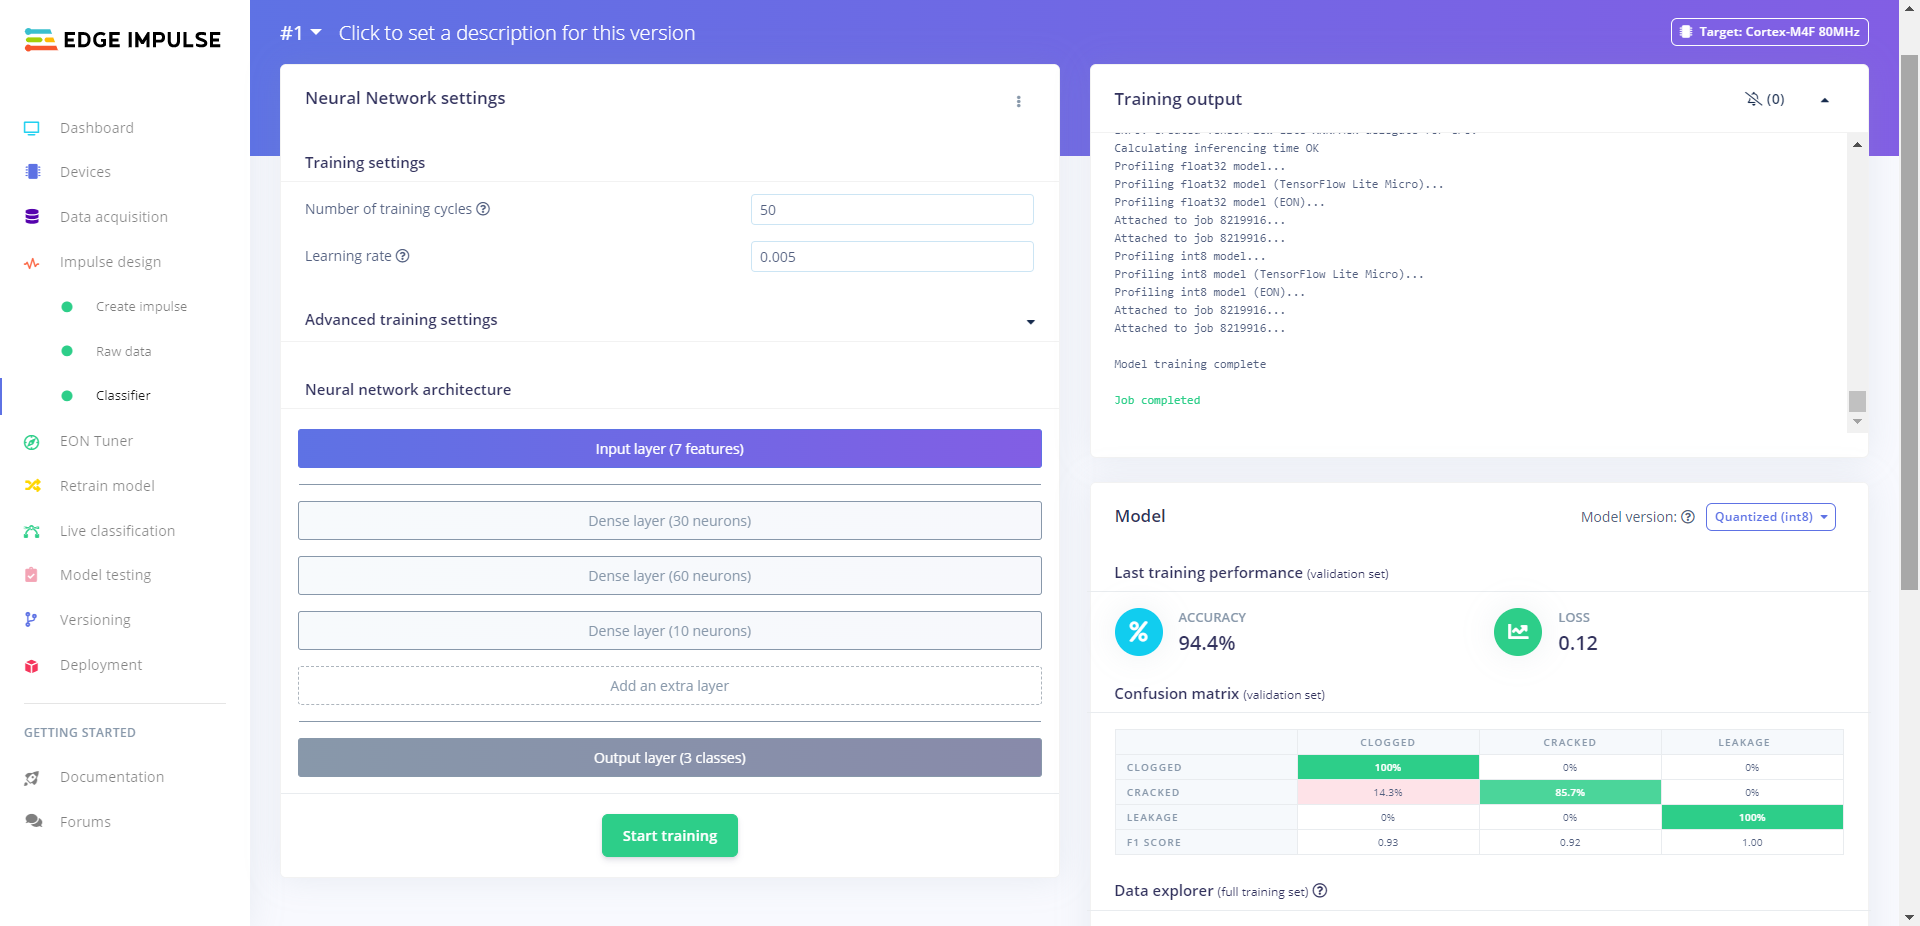 EDGE IMPULSE
Dashboard
Devices
Data acquisition
Impulse design
Create impulse
Raw data
Classifier
EON Tuner
Retrain model
Live classification
Model testing
Versioning
Deployment
GETTING STARTED
Documentation
Forums
#1 Click to set a description for this version
Target: Cortex-M4F 80MHz
Neural Network settings
Training settings
Number of training cycles 50
Learning rate 0.005
Advanced training settings
Neural network architecture
Input layer (7 features)
Dense layer (30 neurons)
Dense layer (60 neurons)
Dense layer (10 neurons)
Add an extra layer
Output layer (3 classes)
Start training
Training output (0)
Calculating inferencing time OK
Profiling float32 model...
Profiling float32 model (TensorFlow Lite Micro)...
Profiling float32 model (EON)...
Attached to job 8219916...
Attached to job 8219916...
Profiling int8 model...
Profiling int8 model (TensorFlow Lite Micro)...
Profiling int8 model (EON)...
Attached to job 8219916...
Attached to job 8219916...
Model training complete
Job completed
Model Model version: Quantized (int8)
Last training performance (validation set)
ACCURACY
94.4%
LOSS
0.12
Confusion matrix (validation set)
CLOGGED CRACKED LEAKAGE
CLOGGED 100% 0% 0%
CRACKED 14.3% 85.7% 0%
LEAKAGE 0% 0% 100%
F1 SCORE 0.93 0.92 1.00
Data explorer (full training set)